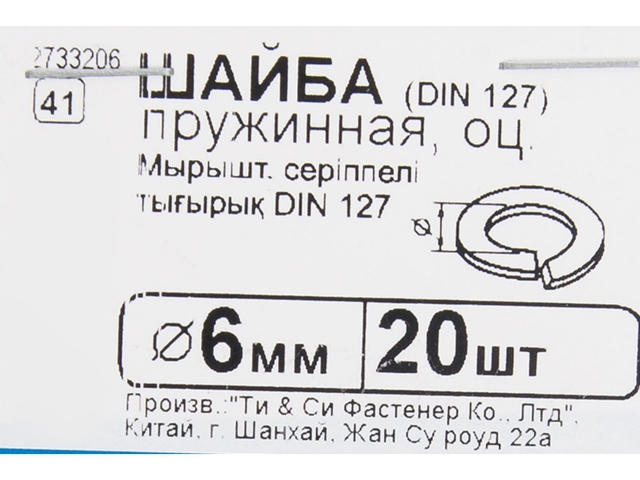 2733206
41
ШАЙБА (DIN 127)
пружинная, оц.
Мырышт. серіппелі
тығырық DIN 127
Ø
Ø 6мм 20шт
Произв.:"Ти & Си Фастенер Ко., Лтд",
Китай, г. Шанхай, Жан Су роуд 22а